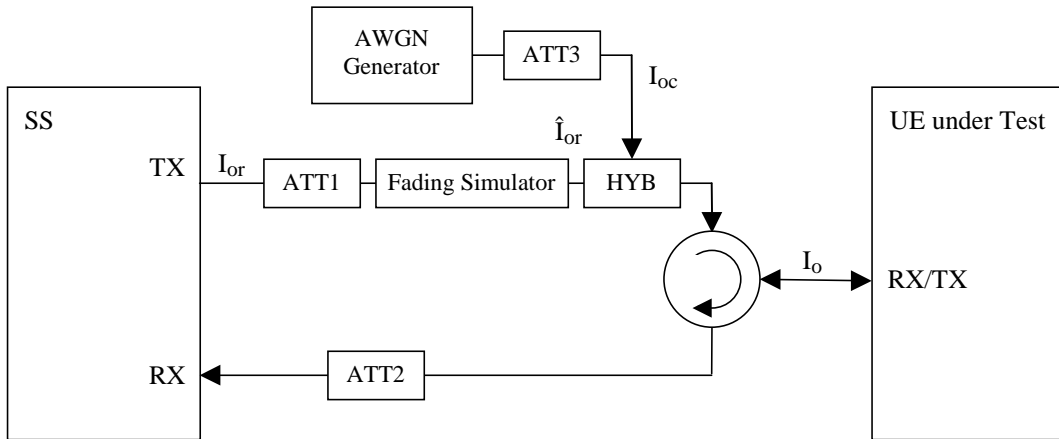 AWGN
Generator
ATT3
I_oc
SS
UE under Test
Î_or
TX
I_or
ATT1
Fading Simulator
HYB
I_o
RX/TX
RX
ATT2